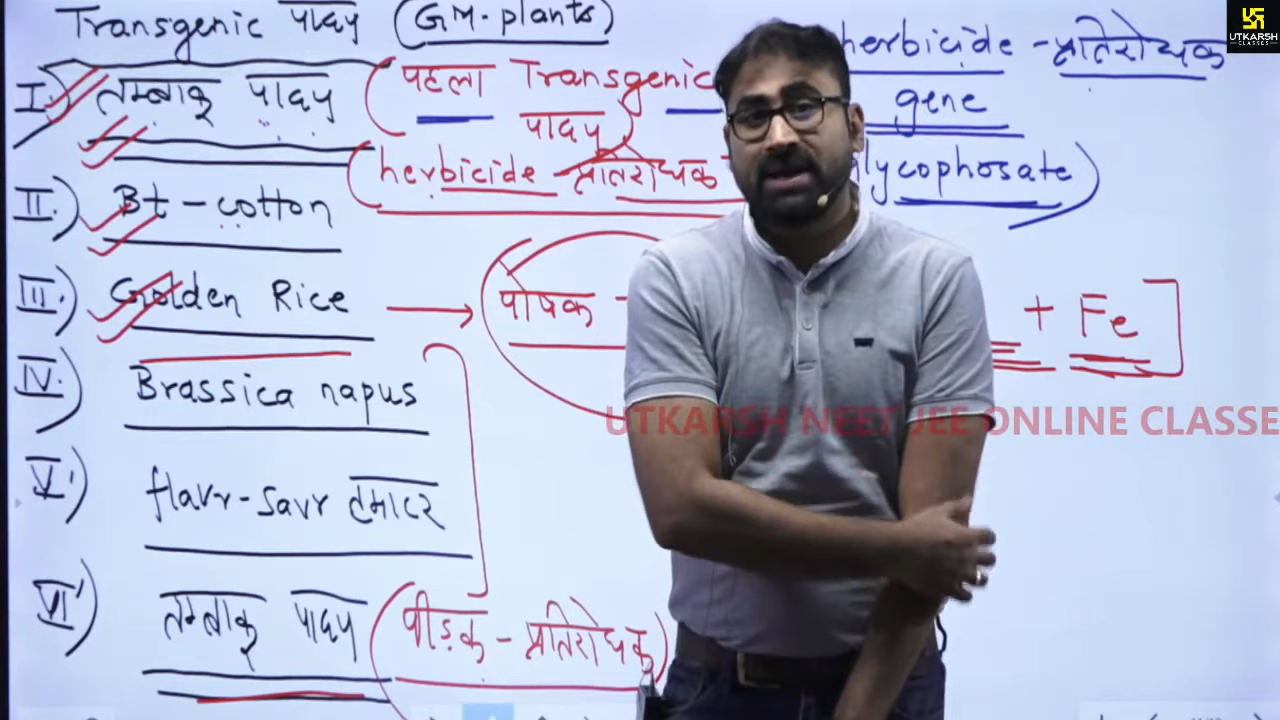 Transgenic पादप (GM-plants)
UTKARSH
CLASSES
herbicide - प्रतिरोधक
gene
glycophosate)
I) तम्बाकु पादप (पहला Transgenic
पादप)
(herbicide - प्रतिरोधक
II.) Bt - cotton
III.) Golden Rice → पोषक - + Fe]
IV.) Brassica napus
UTKARSH NEET JEE ONLINE CLASSE
V.) flavr-savr टमाटर
VI) तम्बाकु पादप (पीड़क - प्रतिरोधक)